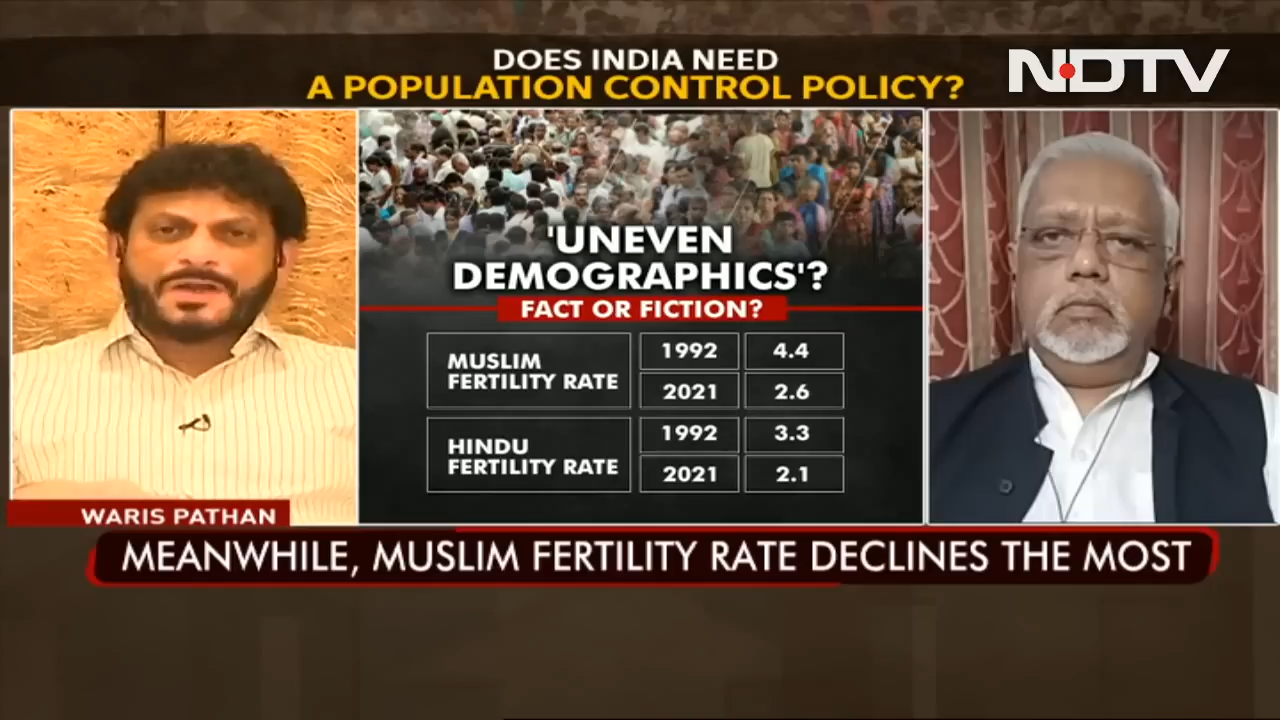 DOES INDIA NEED
A POPULATION CONTROL POLICY?
NDTV
'UNEVEN
DEMOGRAPHICS'?
FACT OR FICTION?
MUSLIM
FERTILITY RATE
1992 4.4
2021 2.6
HINDU
FERTILITY RATE
1992 3.3
2021 2.1
WARIS PATHAN
MEANWHILE, MUSLIM FERTILITY RATE DECLINES THE MOST